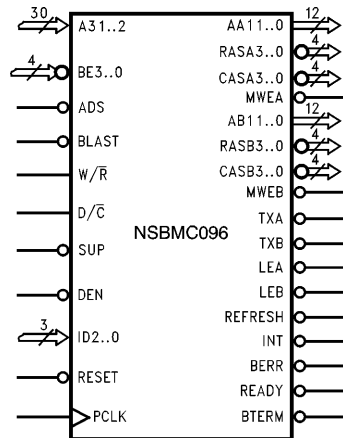 30 A31..2 AA11..0 12
RASA3..0 4
4 BE3..0 CASA3..0 4
MWEA
ADS AB11..0 12
BLAST RASB3..0 4
CASB3..0 4
W/R̅ MWEB
D/C̅ TXA
NSBMC096
SUP TXB
LEA
DEN LEB
REFRESH
3 ID2..0 INT
BERR
RESET READY
PCLK BTERM